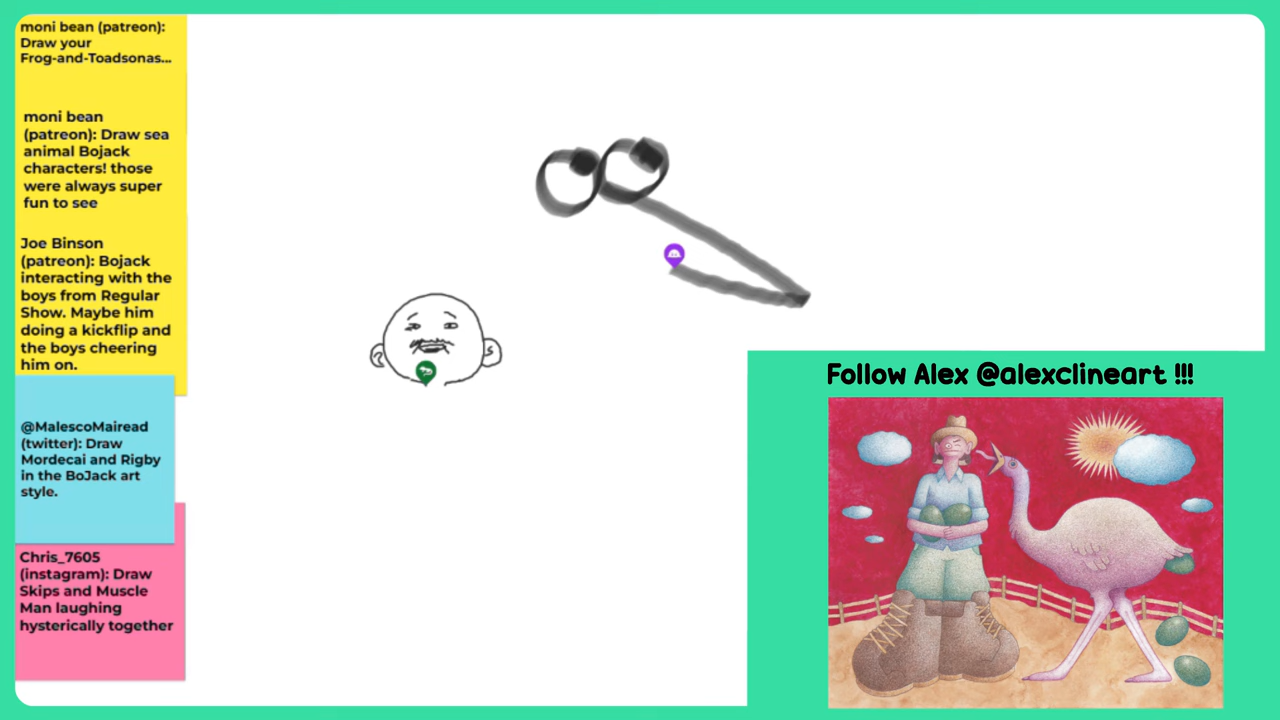 moni bean (patreon):
Draw your
Frog-and-Toadsonas...
moni bean
(patreon): Draw sea
animal Bojack
characters! those
were always super
fun to see
Joe Binson
(patreon): Bojack
interacting with the
boys from Regular
Show. Maybe him
doing a kickflip and
the boys cheering
him on.
@MalescoMairead
(twitter): Draw
Mordecai and Rigby
in the BoJack art
style.
Chris_7605
(instagram): Draw
Skips and Muscle
Man laughing
hysterically together
Follow Alex @alexclineart !!!